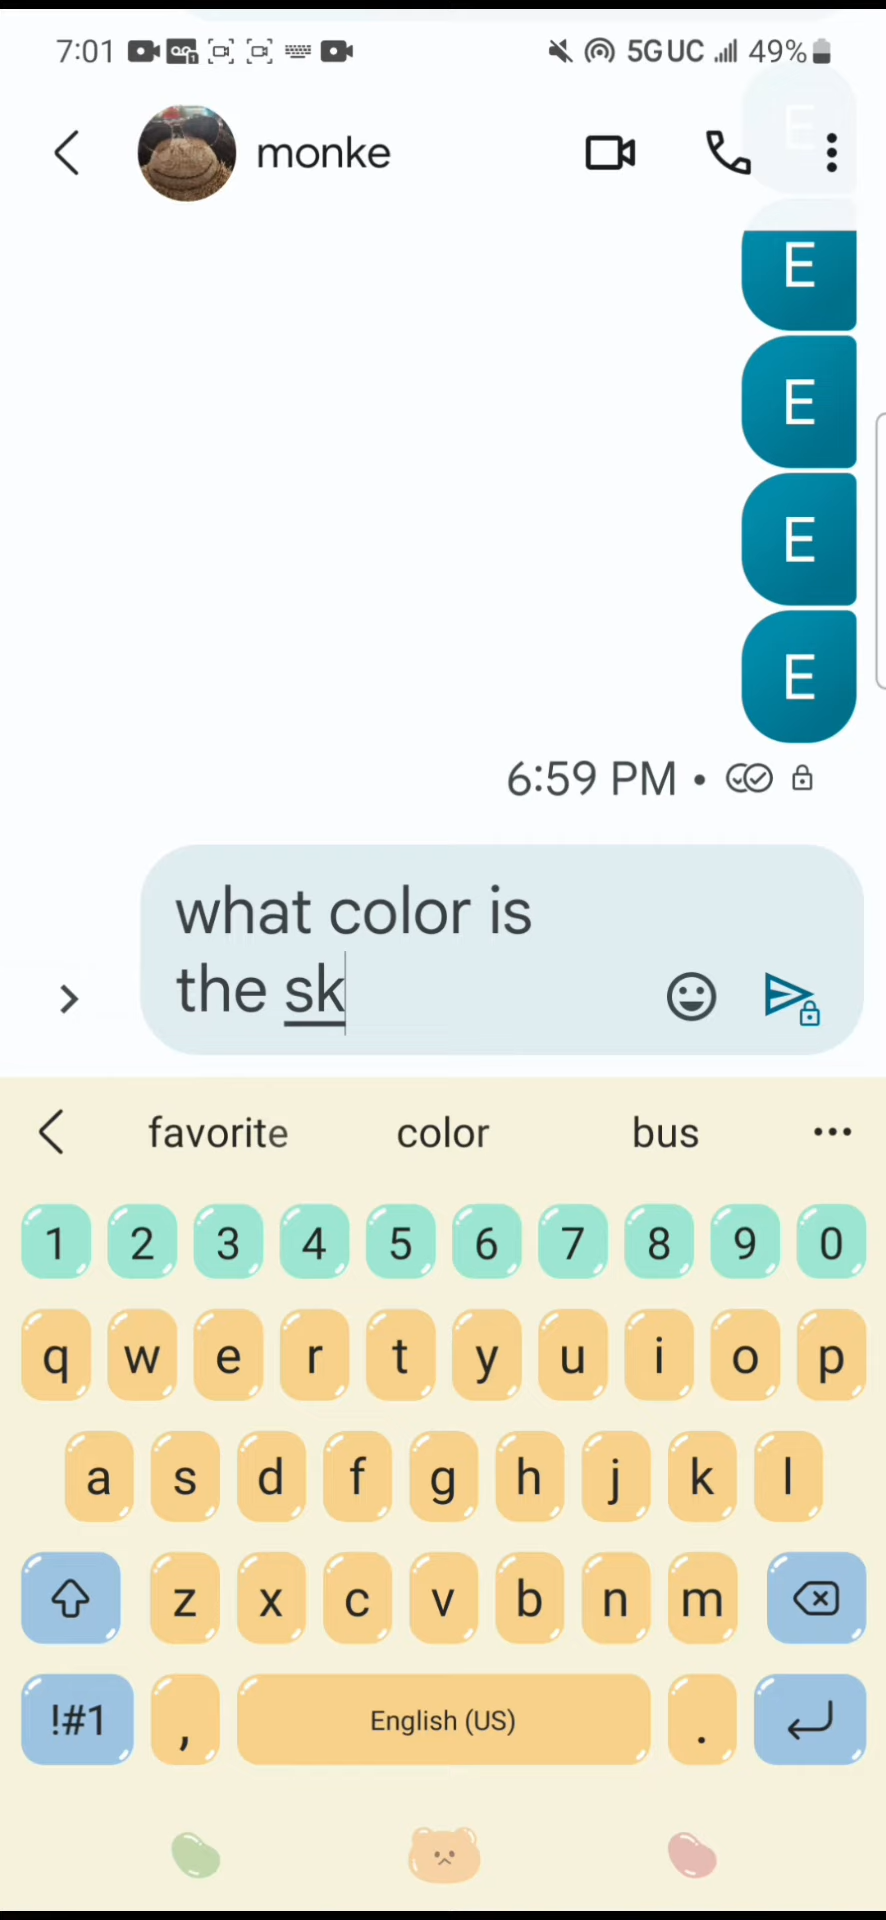 7:01 5G UC 49%
monke
E
E
E
E
E
6:59 PM •
what color is
the sk
favorite color bus
1 2 3 4 5 6 7 8 9 0
q w e r t y u i o p
a s d f g h j k l
z x c v b n m
!#1 , English (US) .